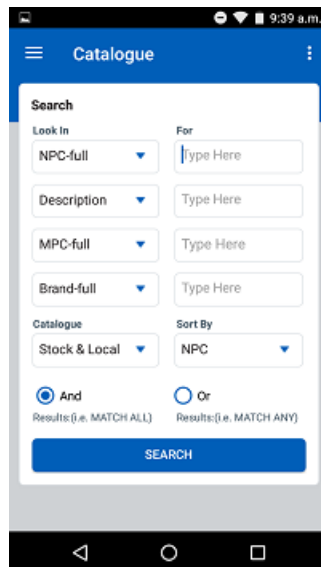 9:39 a.m.
Catalogue
Search
Look In For
NPC-full Type Here
Description Type Here
MPC-full Type Here
Brand-full Type Here
Catalogue Sort By
Stock & Local NPC
And Or
Results:(i.e. MATCH ALL) Results:(i.e. MATCH ANY)
SEARCH